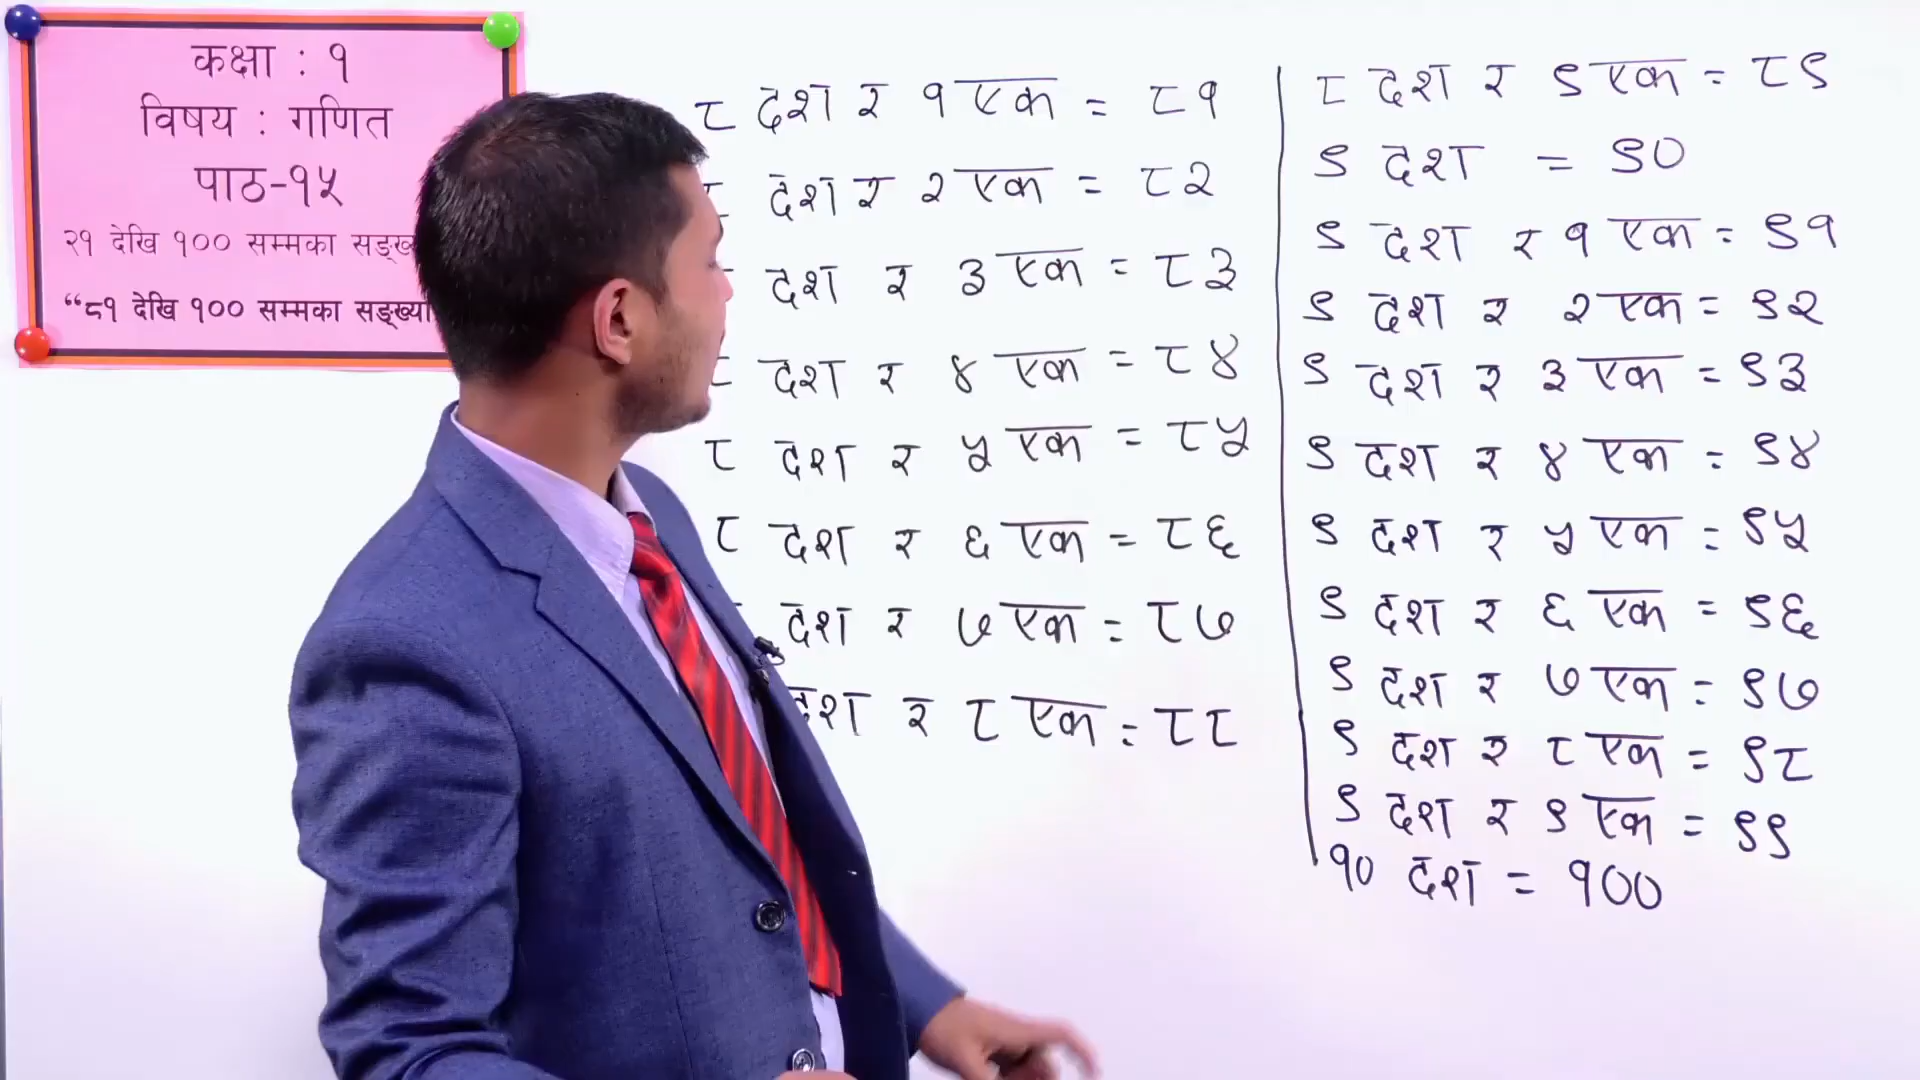 कक्षा : १
विषय : गणित
पाठ-१५
२१ देखि १०० सम्मका
“८१ देखि १०० सम्मका सङ्ख्या
८ दश र १ एक = ८१
दश र २ एक = ८२
दश र ३ एक = ८३
दश र ४ एक = ८४
८ दश र ५ एक = ८५
८ दश र ६ एक = ८६
दश र ७ एक = ८७
दश र ८ एक = ८८
८ दश र ९ एक = ८९
९ दश = ९०
९ दश र १ एक = ९१
९ दश र २ एक = ९२
९ दश र ३ एक = ९३
९ दश र ४ एक = ९४
९ दश र ५ एक = ९५
९ दश र ६ एक = ९६
९ दश र ७ एक = ९७
९ दश र ८ एक = ९८
९ दश र ९ एक = ९९
१० दश = १००